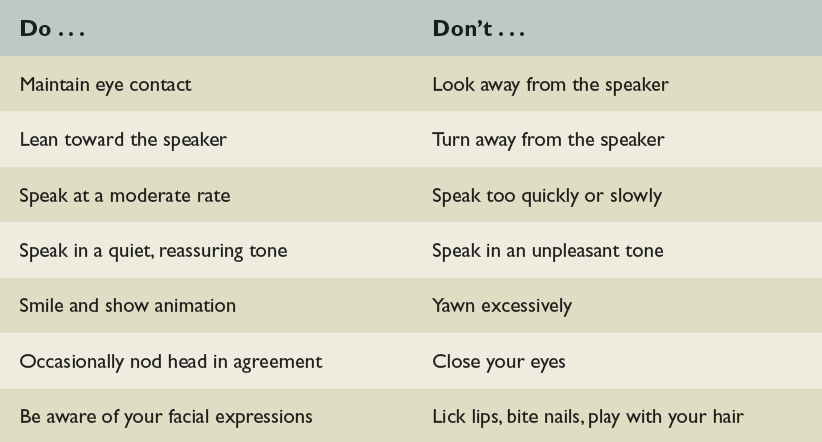 Do . . . Don't . . .
Maintain eye contact Look away from the speaker
Lean toward the speaker Turn away from the speaker
Speak at a moderate rate Speak too quickly or slowly
Speak in a quiet, reassuring tone Speak in an unpleasant tone
Smile and show animation Yawn excessively
Occasionally nod head in agreement Close your eyes
Be aware of your facial expressions Lick lips, bite nails, play with your hair